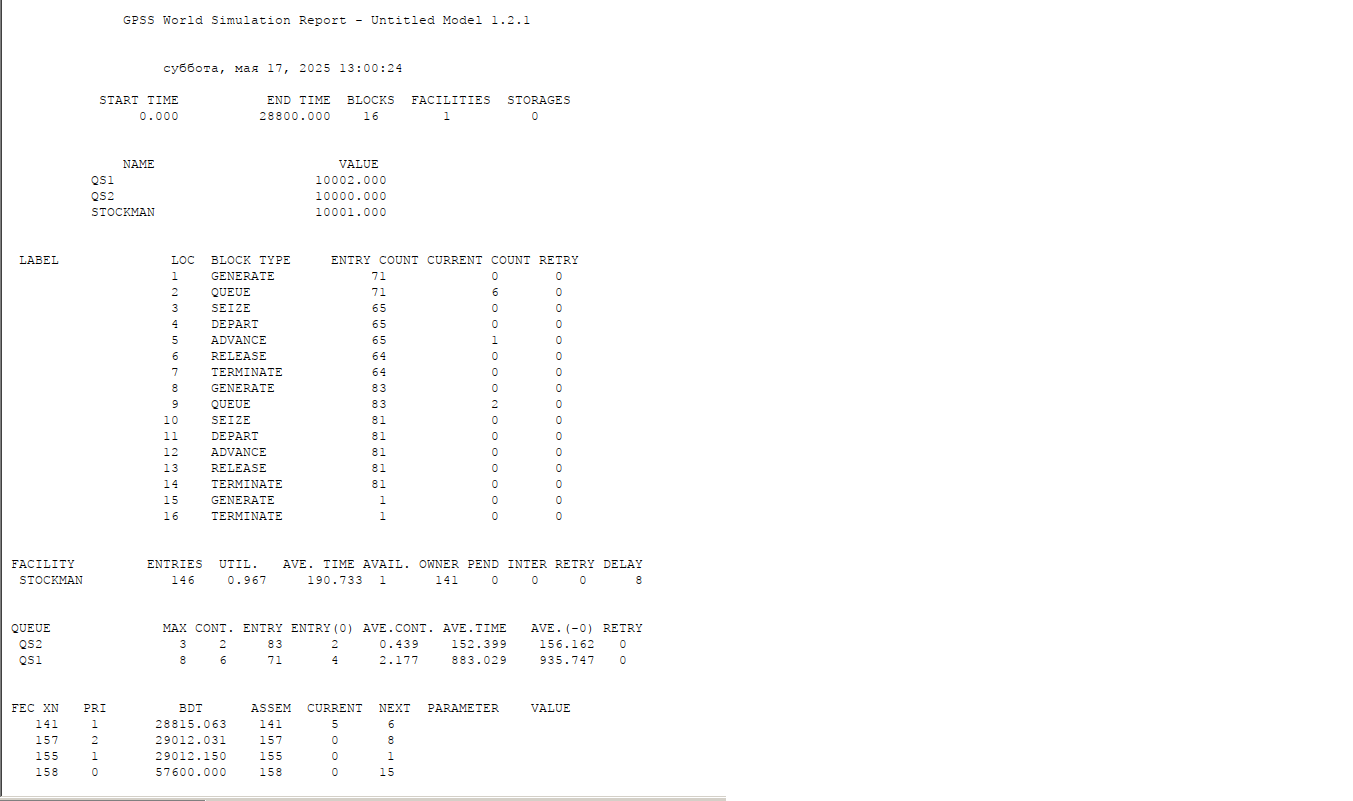 GPSS World Simulation Report - Untitled Model 1.2.1
суббота, мая 17, 2025 13:00:24
START TIME END TIME BLOCKS FACILITIES STORAGES
0.000 28800.000 16 1 0
NAME VALUE
QS1 10002.000
QS2 10000.000
STOCKMAN 10001.000
LABEL LOC BLOCK TYPE ENTRY COUNT CURRENT COUNT RETRY
1 GENERATE 71 0 0
2 QUEUE 71 6 0
3 SEIZE 65 0 0
4 DEPART 65 0 0
5 ADVANCE 65 1 0
6 RELEASE 64 0 0
7 TERMINATE 64 0 0
8 GENERATE 83 0 0
9 QUEUE 83 2 0
10 SEIZE 81 0 0
11 DEPART 81 0 0
12 ADVANCE 81 0 0
13 RELEASE 81 0 0
14 TERMINATE 81 0 0
15 GENERATE 1 0 0
16 TERMINATE 1 0 0
FACILITY ENTRIES UTIL. AVE. TIME AVAIL. OWNER PEND INTER RETRY DELAY
STOCKMAN 146 0.967 190.733 1 141 0 0 0 8
QUEUE MAX CONT. ENTRY ENTRY(0) AVE.CONT. AVE.TIME AVE.(-0) RETRY
QS2 3 2 83 2 0.439 152.399 156.162 0
QS1 8 6 71 4 2.177 883.029 935.747 0
FEC XN PRI BDT ASSEM CURRENT NEXT PARAMETER VALUE
141 1 28815.063 141 5 6
157 2 29012.031 157 0 8
155 1 29012.150 155 0 1
158 0 57600.000 158 0 15